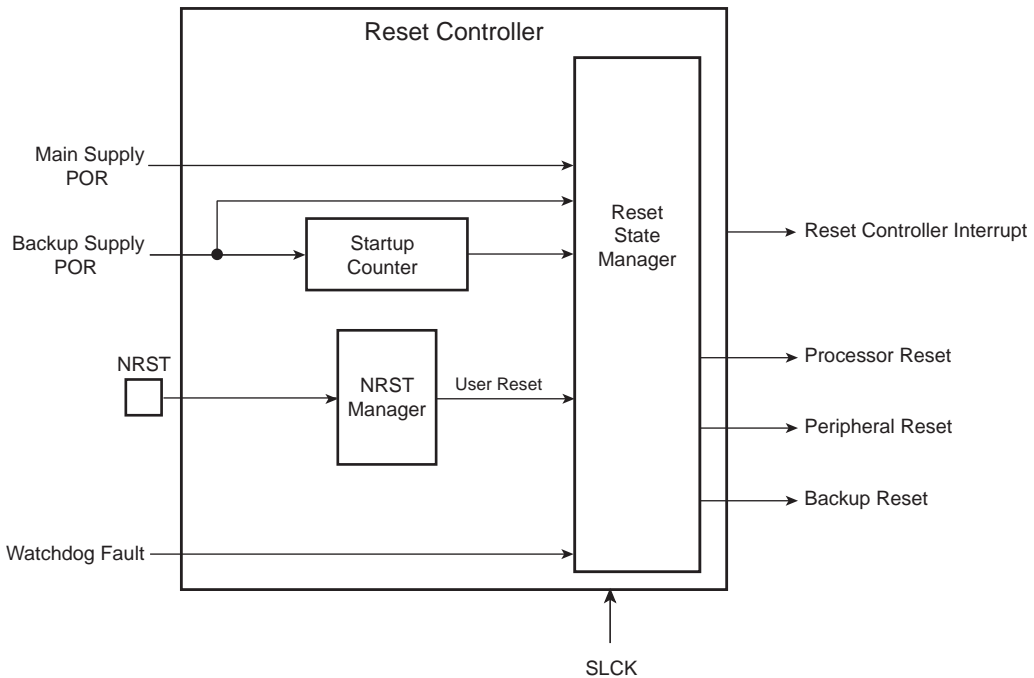 Reset Controller
Main Supply
POR
Backup Supply
POR
Startup
Counter
Reset
State
Manager
Reset Controller Interrupt
NRST
NRST
Manager
User Reset
Processor Reset
Peripheral Reset
Backup Reset
Watchdog Fault
SLCK